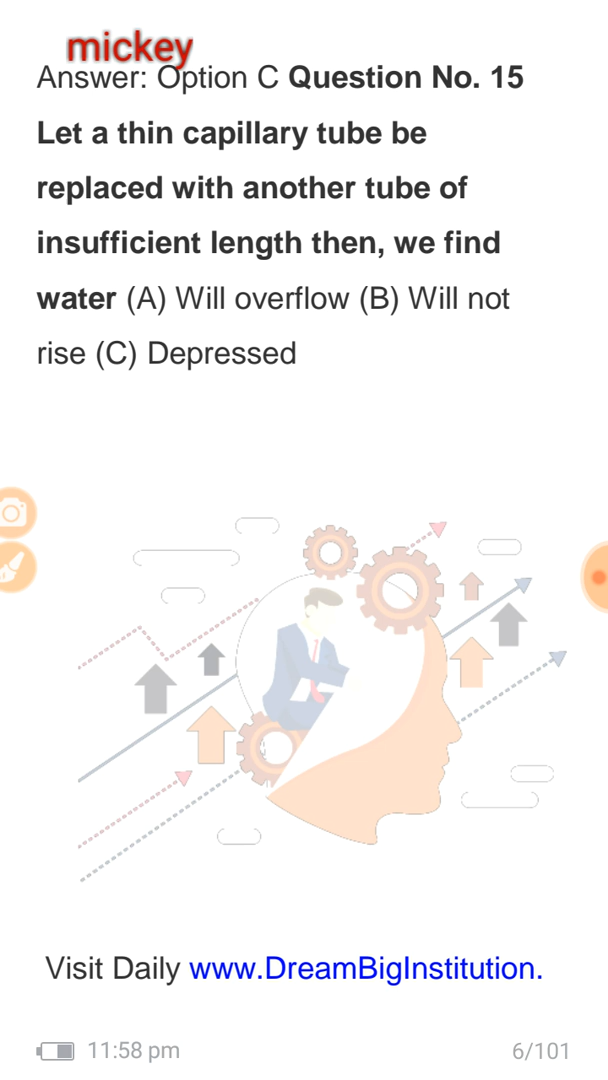 mickey
Answer: Option C Question No. 15
Let a thin capillary tube be
replaced with another tube of
insufficient length then, we find
water (A) Will overflow (B) Will not
rise (C) Depressed
Visit Daily www.DreamBigInstitution.
11:58 pm
6/101